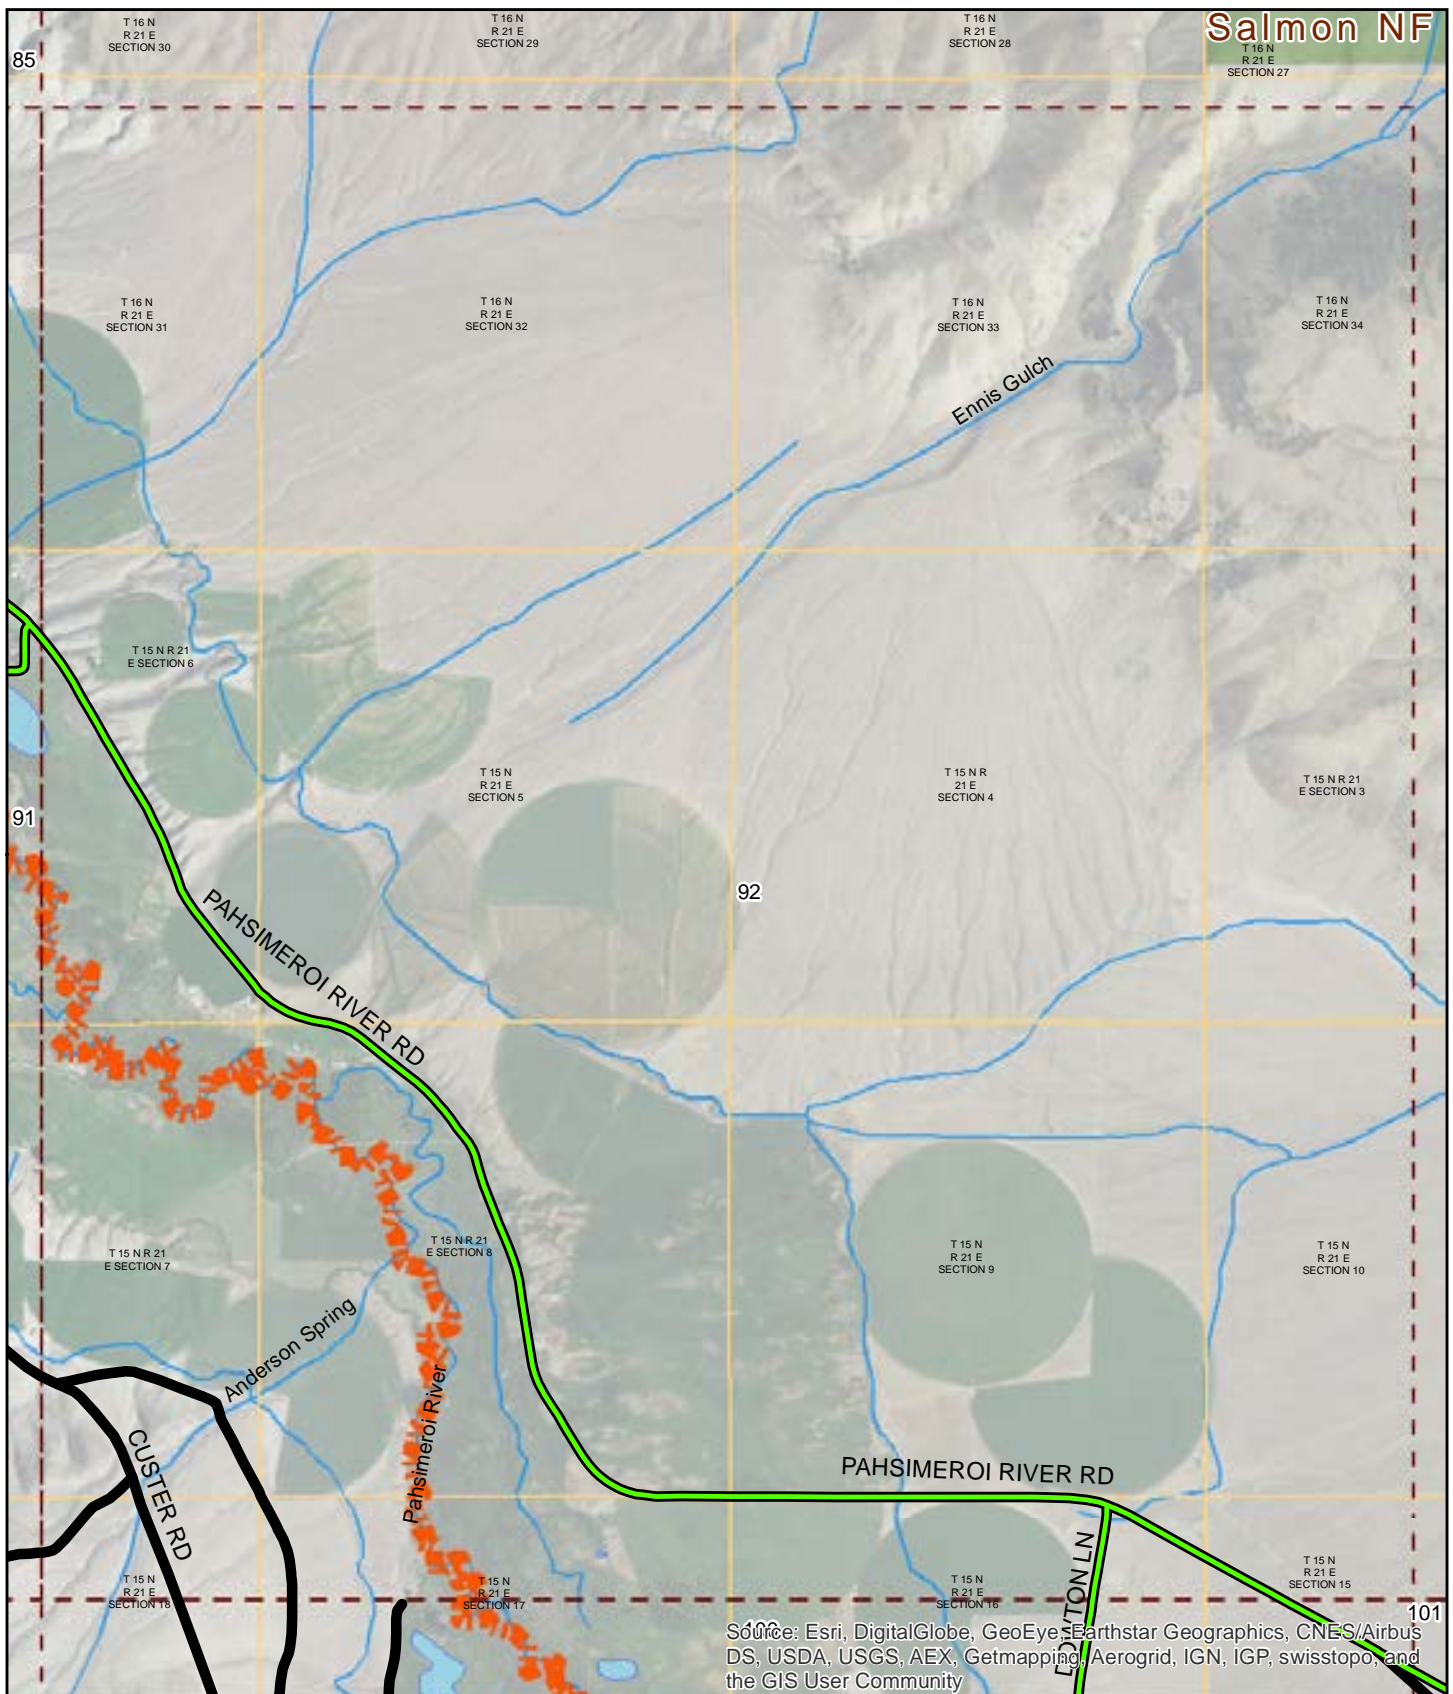 T 16 N
R 21 E
SECTION 30
T 16 N
R 21 E
SECTION 29
T 16 N
R 21 E
SECTION 28
Salmon NF
T 16 N
R 21 E
SECTION 27
85
T 16 N
R 21 E
SECTION 31
T 16 N
R 21 E
SECTION 32
T 16 N
R 21 E
SECTION 33
T 16 N
R 21 E
SECTION 34
Ennis Gulch
T 15 N R 21
E SECTION 6
T 15 N
R 21 E
SECTION 5
T 15 N R
21 E
SECTION 4
T 15 N R 21
E SECTION 3
91
92
PAHSIMEROI RIVER RD
T 15 N R 21
E SECTION 7
T 15 N R 21
E SECTION 8
T 15 N
R 21 E
SECTION 9
T 15 N
R 21 E
SECTION 10
Anderson Spring
Pahsimeroi River
CUSTER RD
PAHSIMEROI RIVER RD
T 15 N
R 21 E
SECTION 18
T 15 N
R 21 E
SECTION 17
T 15 N
R 21 E
SECTION 16
T 15 N
R 21 E
SECTION 15
LN
101
Source: Esri, DigitalGlobe, GeoEye, Earthstar Geographics, CNES/Airbus
DS, USDA, USGS, AEX, Getmapping, Aerogrid, IGN, IGP, swisstopo, and
the GIS User Community